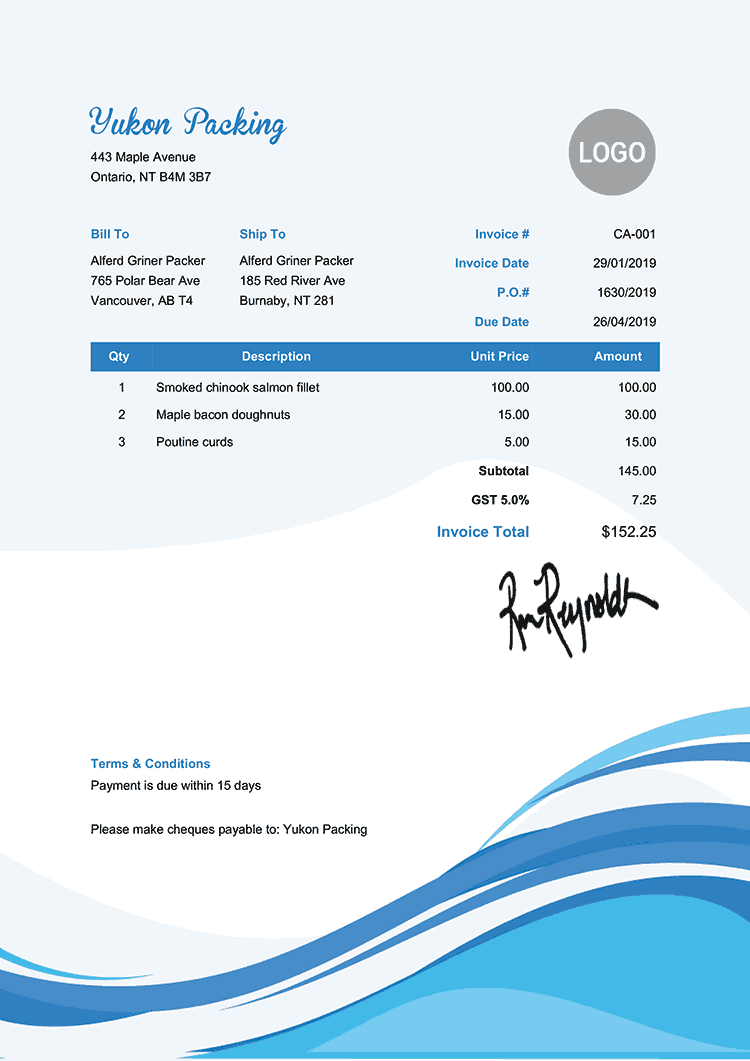 Yukon Packing
LOGO
443 Maple Avenue
Ontario, NT B4M 3B7
Bill To Ship To Invoice # CA-001
Alferd Griner Packer Alferd Griner Packer Invoice Date 29/01/2019
765 Polar Bear Ave 185 Red River Ave P.O.# 1630/2019
Vancouver, AB T4 Burnaby, NT 281 Due Date 26/04/2019
Qty Description Unit Price Amount
1 Smoked chinook salmon fillet 100.00 100.00
2 Maple bacon doughnuts 15.00 30.00
3 Poutine curds 5.00 15.00
Subtotal 145.00
GST 5.0% 7.25
Invoice Total $152.25
Terms & Conditions
Payment is due within 15 days
Please make cheques payable to: Yukon Packing